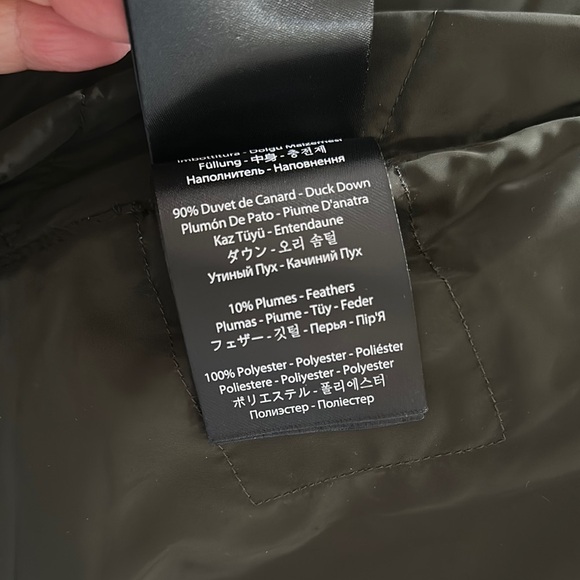 Imbottitura - Dolgu Malzemesi
Füllung - 中身 - 충전재
Наполнитель - Наповнення
90% Duvet de Canard - Duck Down
Plumón De Pato - Piume D'anatra
Kaz Tüyü - Entendaune
ダウン - 오리 솜털
Утиный Пух - Качиний Пух
10% Plumes - Feathers
Plumas - Piume - Tüy - Feder
フェザー - 깃털 - Перья - Пір'Я
100% Polyester - Polyester - Poliéster
Poliestere - Poliyester - Polyester
ポリエステル - 폴리에스터
Полиэстер - Поліестер